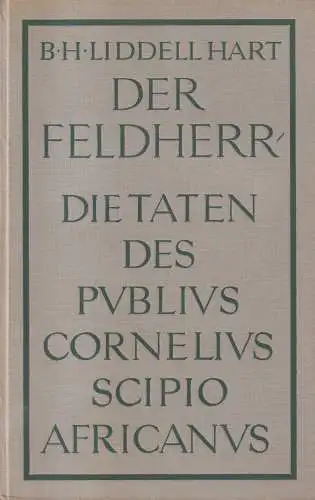 B·H·LIDDELL HART
DER
FELDHERR
DIE TATEN
DES
PVBLIVS
CORNELIVS
SCIPIO
AFRICANVS